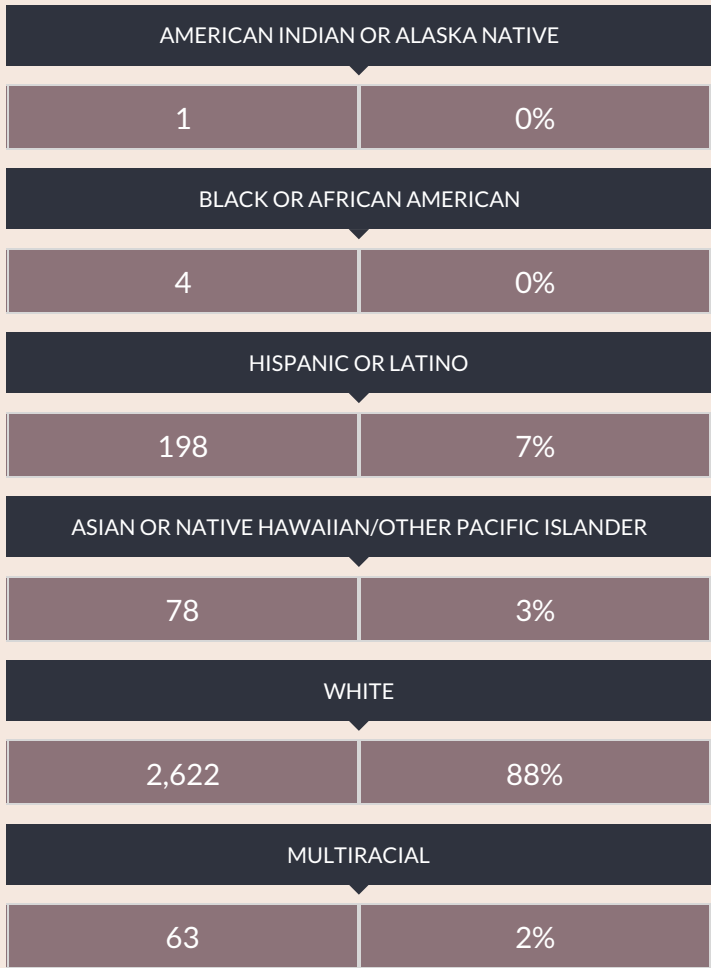 AMERICAN INDIAN OR ALASKA NATIVE
1 0%
BLACK OR AFRICAN AMERICAN
4 0%
HISPANIC OR LATINO
198 7%
ASIAN OR NATIVE HAWAIIAN/OTHER PACIFIC ISLANDER
78 3%
WHITE
2,622 88%
MULTIRACIAL
63 2%